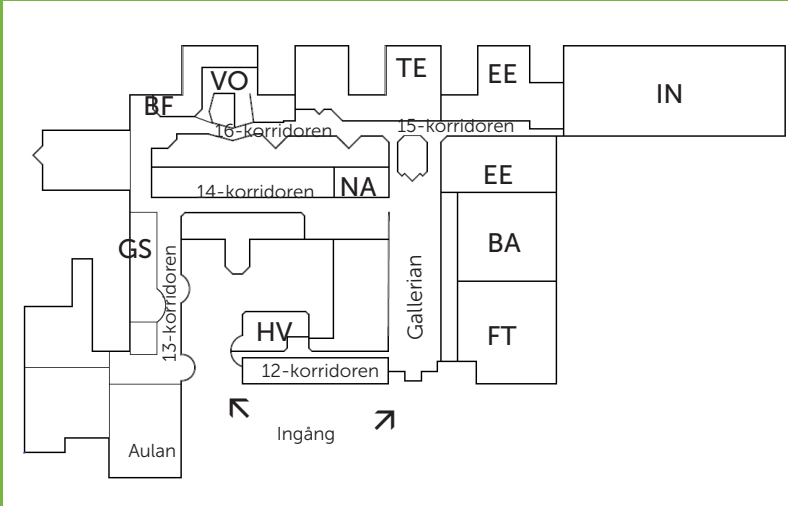 TE
EE
VO
IN
BF
16-korridoren
15-korridoren
14-korridoren
NA
EE
GS
13-korridoren
BA
Gallerian
HV
FT
12-korridoren
Ingång
Aulan